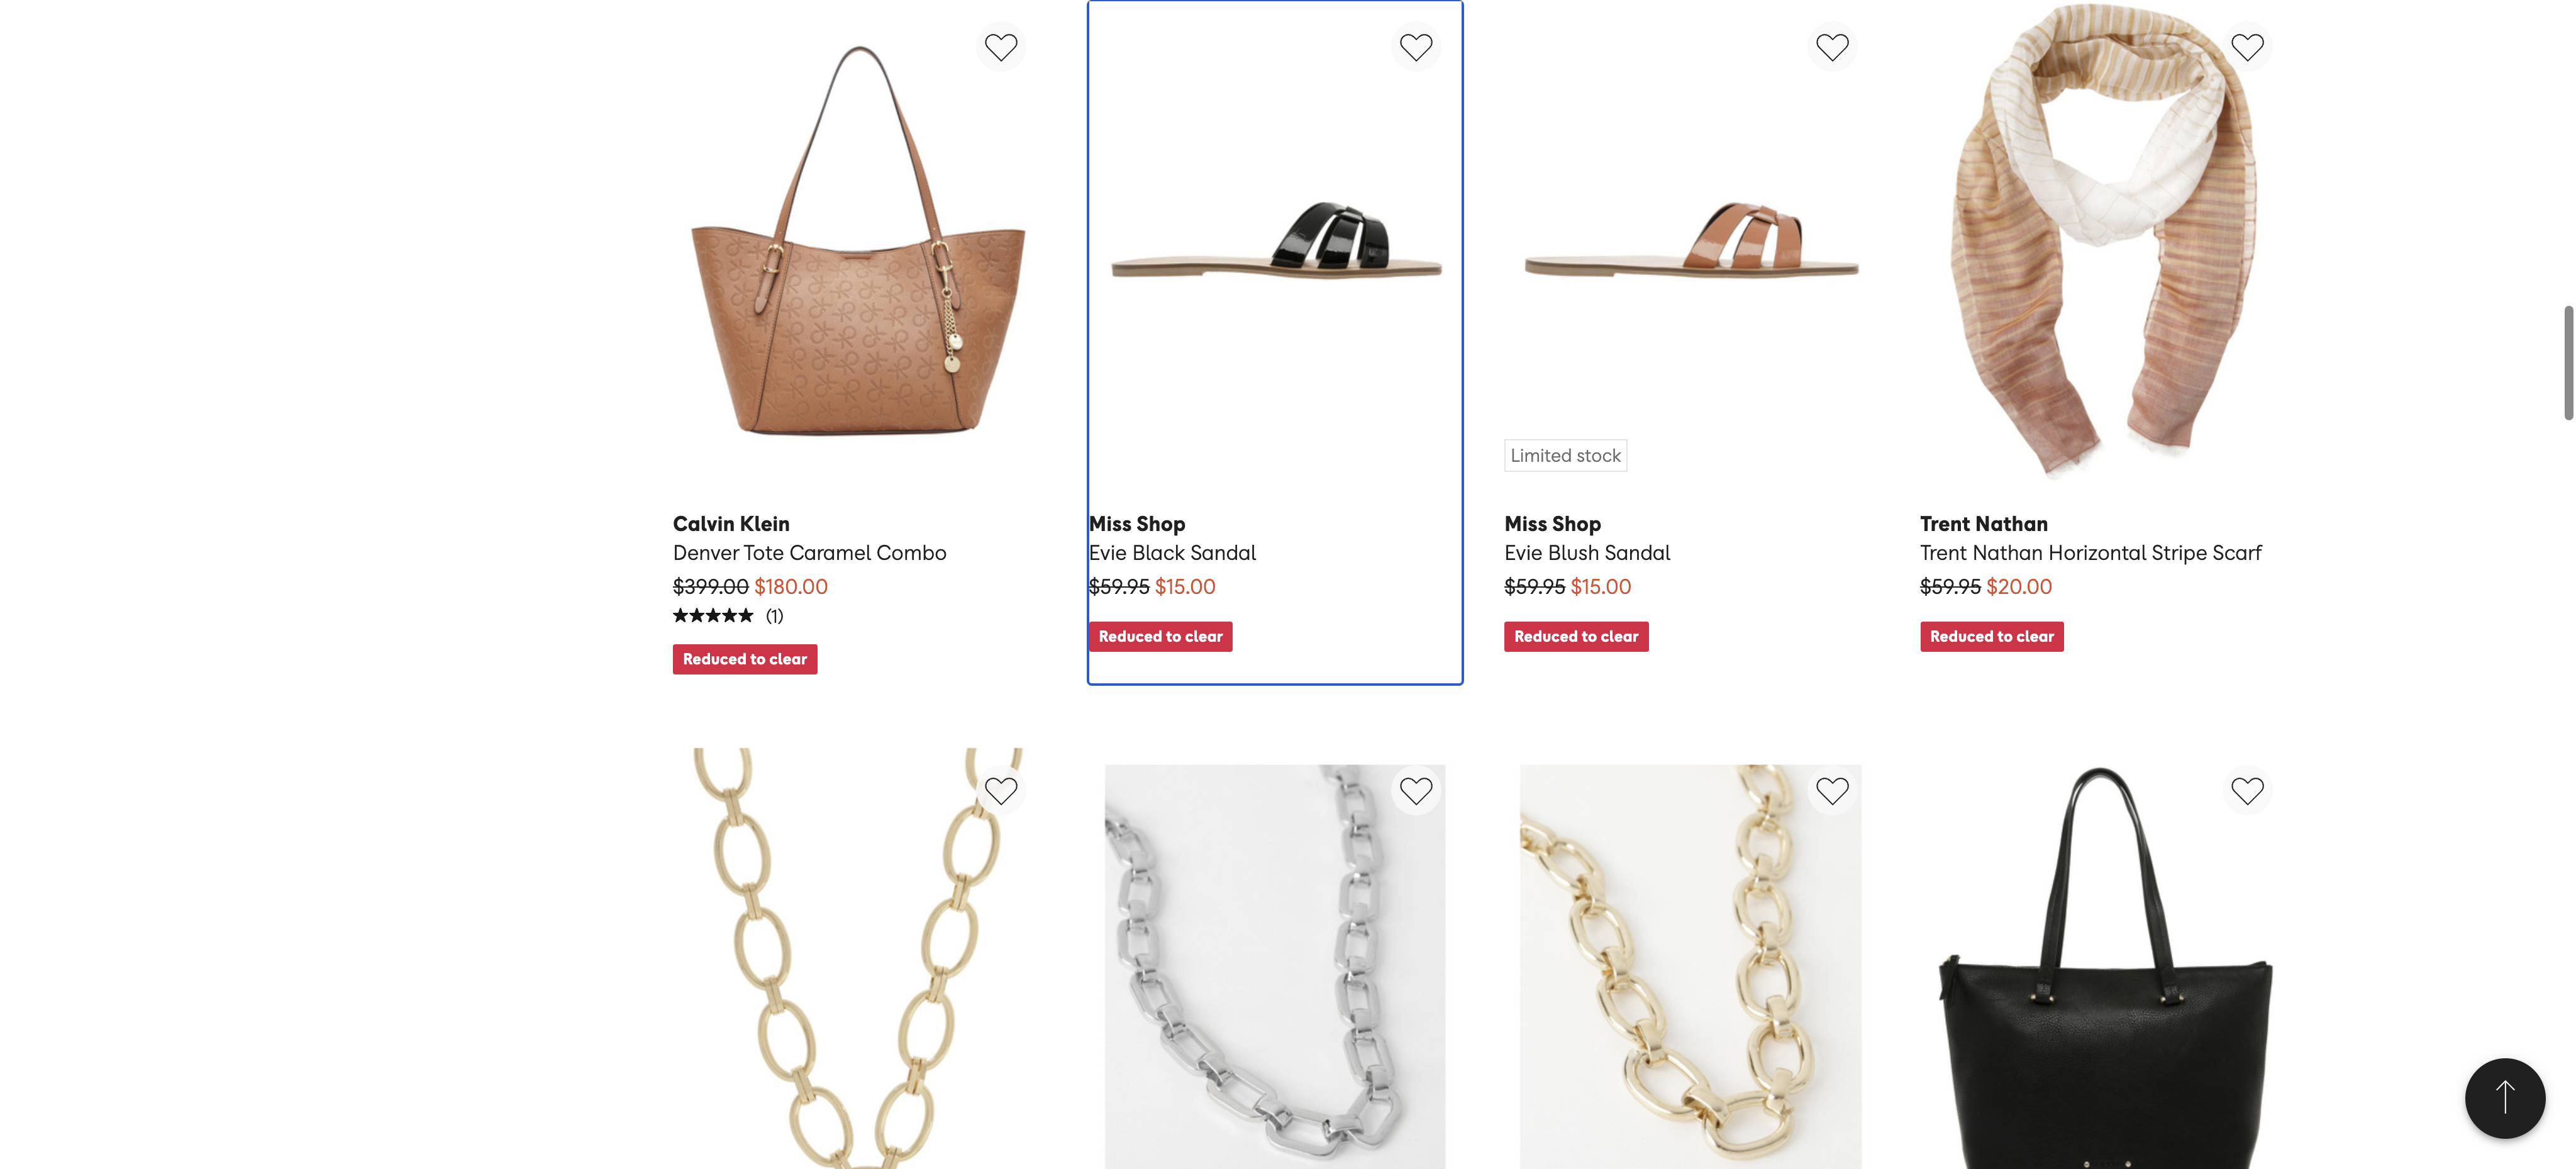 Limited stock
Calvin Klein
Denver Tote Caramel Combo
$399.00 $180.00
(1)
Reduced to clear
Miss Shop
Evie Black Sandal
$59.95 $15.00
Reduced to clear
Miss Shop
Evie Blush Sandal
$59.95 $15.00
Reduced to clear
Trent Nathan
Trent Nathan Horizontal Stripe Scarf
$59.95 $20.00
Reduced to clear